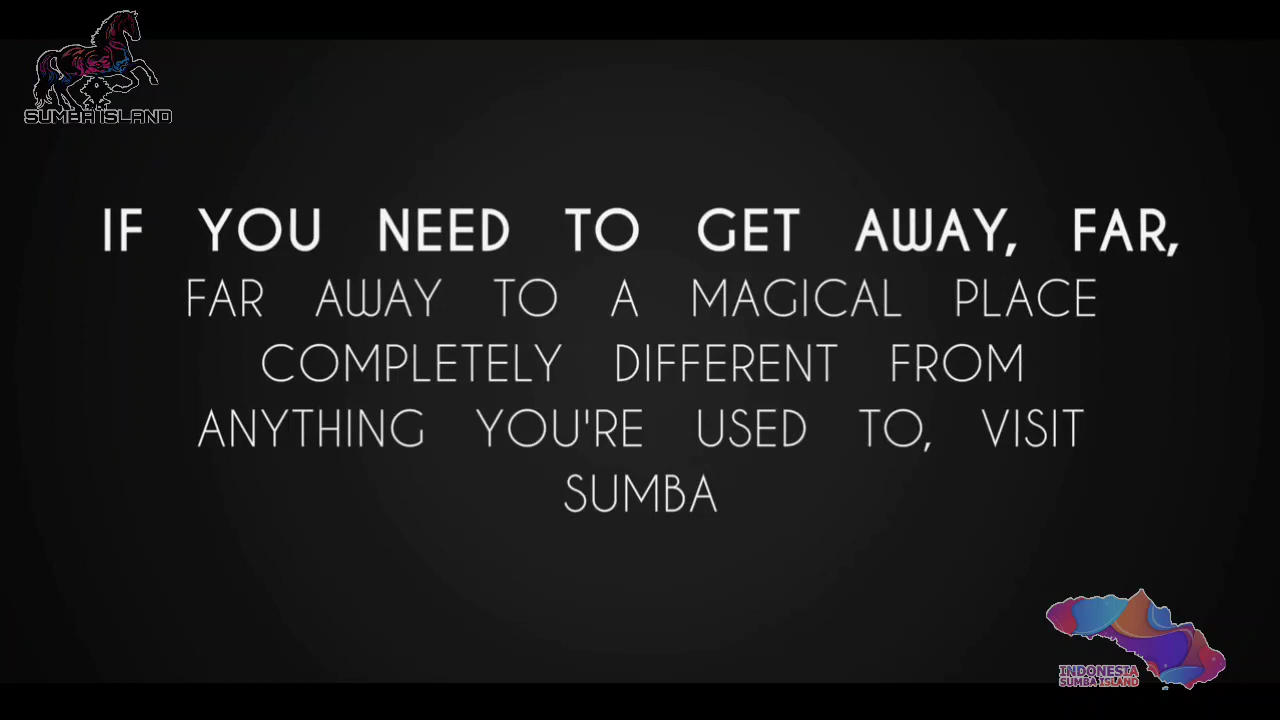 SUMBA ISLAND
IF YOU NEED TO GET AWAY, FAR,
FAR AWAY TO A MAGICAL PLACE
COMPLETELY DIFFERENT FROM
ANYTHING YOU'RE USED TO, VISIT
SUMBA
INDONESIA
SUMBA ISLAND